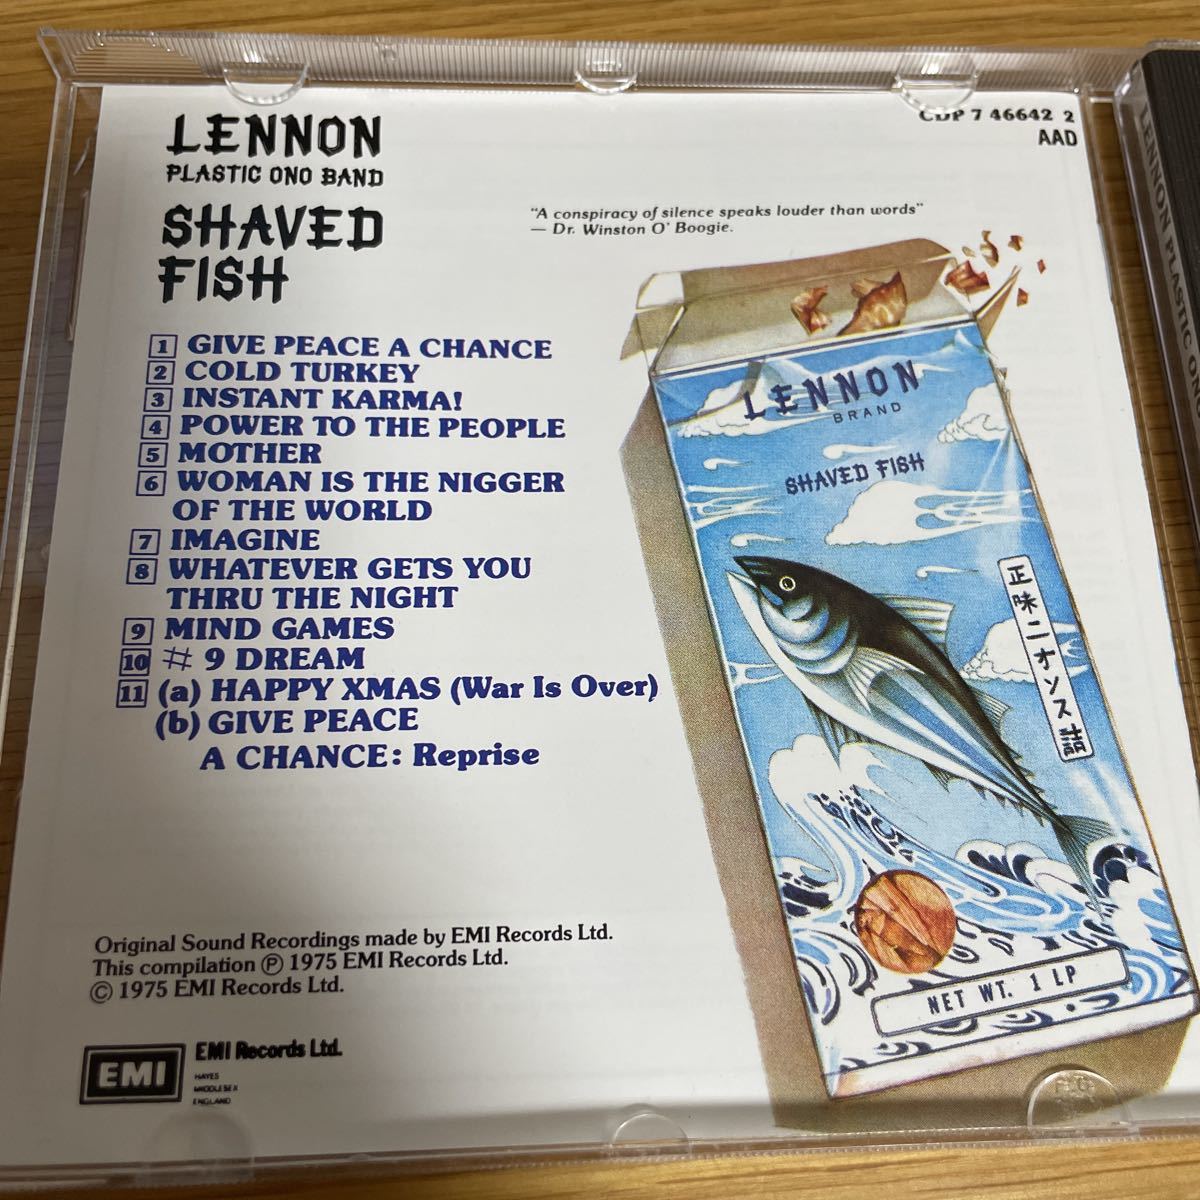 LENNON
PLASTIC ONO BAND
SHAVED
FISH
CDP 7 46642 2
AAD
"A conspiracy of silence speaks louder than words"
— Dr. Winston O' Boogie.
1 GIVE PEACE A CHANCE
2 COLD TURKEY
3 INSTANT KARMA!
4 POWER TO THE PEOPLE
5 MOTHER
6 WOMAN IS THE NIGGER
OF THE WORLD
7 IMAGINE
8 WHATEVER GETS YOU
THRU THE NIGHT
9 MIND GAMES
10 # 9 DREAM
11 (a) HAPPY XMAS (War Is Over)
(b) GIVE PEACE
A CHANCE: Reprise
LENNON
BRAND
SHAVED FISH
正味二オンス詰
NET WT. 1 LP
Original Sound Recordings made by EMI Records Ltd.
This compilation ℗ 1975 EMI Records Ltd.
© 1975 EMI Records Ltd.
EMI
EMI Records Ltd.
HAYES
MIDDLESEX
ENGLAND
LENNON PLASTIC